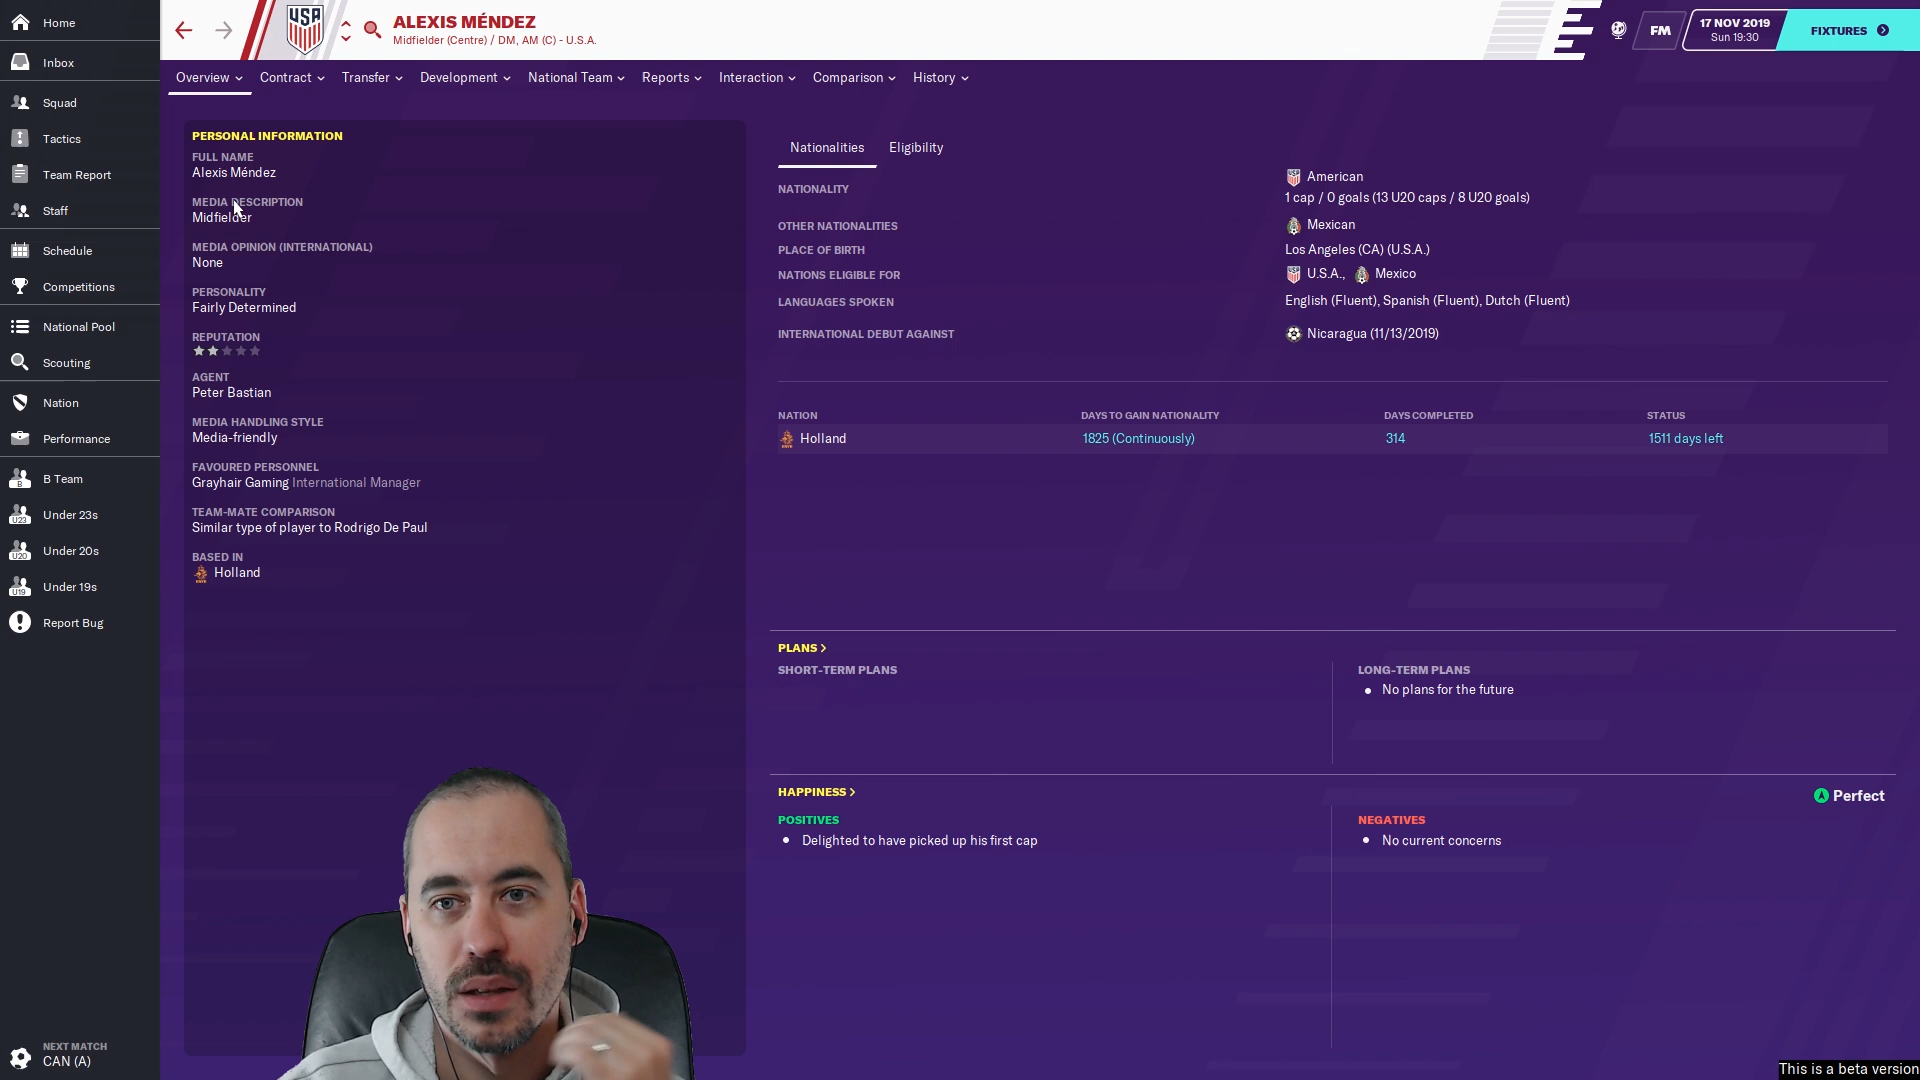 Home
Inbox
Squad
Tactics
Team Report
Staff
Schedule
Competitions
National Pool
Scouting
Nation
Performance
B
B Team
U23
Under 23s
U20
Under 20s
U19
Under 19s
Report Bug
NEXT MATCH
CAN (A)
USA
ALEXIS MÉNDEZ
Midfielder (Centre) / DM, AM (C) - U.S.A.
FM
17 NOV 2019
Sun 19:30
FIXTURES
Overview Contract Transfer Development National Team Reports Interaction Comparison History
PERSONAL INFORMATION
FULL NAME
Alexis Méndez
MEDIA DESCRIPTION
Midfielder
MEDIA OPINION (INTERNATIONAL)
None
PERSONALITY
Fairly Determined
REPUTATION
AGENT
Peter Bastian
MEDIA HANDLING STYLE
Media-friendly
FAVOURED PERSONNEL
Grayhair Gaming International Manager
TEAM-MATE COMPARISON
Similar type of player to Rodrigo De Paul
BASED IN
Holland
Nationalities Eligibility
NATIONALITY
American
1 cap / 0 goals (13 U20 caps / 8 U20 goals)
OTHER NATIONALITIES Mexican
PLACE OF BIRTH Los Angeles (CA) (U.S.A.)
NATIONS ELIGIBLE FOR U.S.A., Mexico
LANGUAGES SPOKEN English (Fluent), Spanish (Fluent), Dutch (Fluent)
INTERNATIONAL DEBUT AGAINST Nicaragua (11/13/2019)
NATION DAYS TO GAIN NATIONALITY DAYS COMPLETED STATUS
Holland 1825 (Continuously) 314 1511 days left
PLANS >
SHORT-TERM PLANS
LONG-TERM PLANS
• No plans for the future
HAPPINESS >
Perfect
POSITIVES
• Delighted to have picked up his first cap
NEGATIVES
• No current concerns
This is a beta version